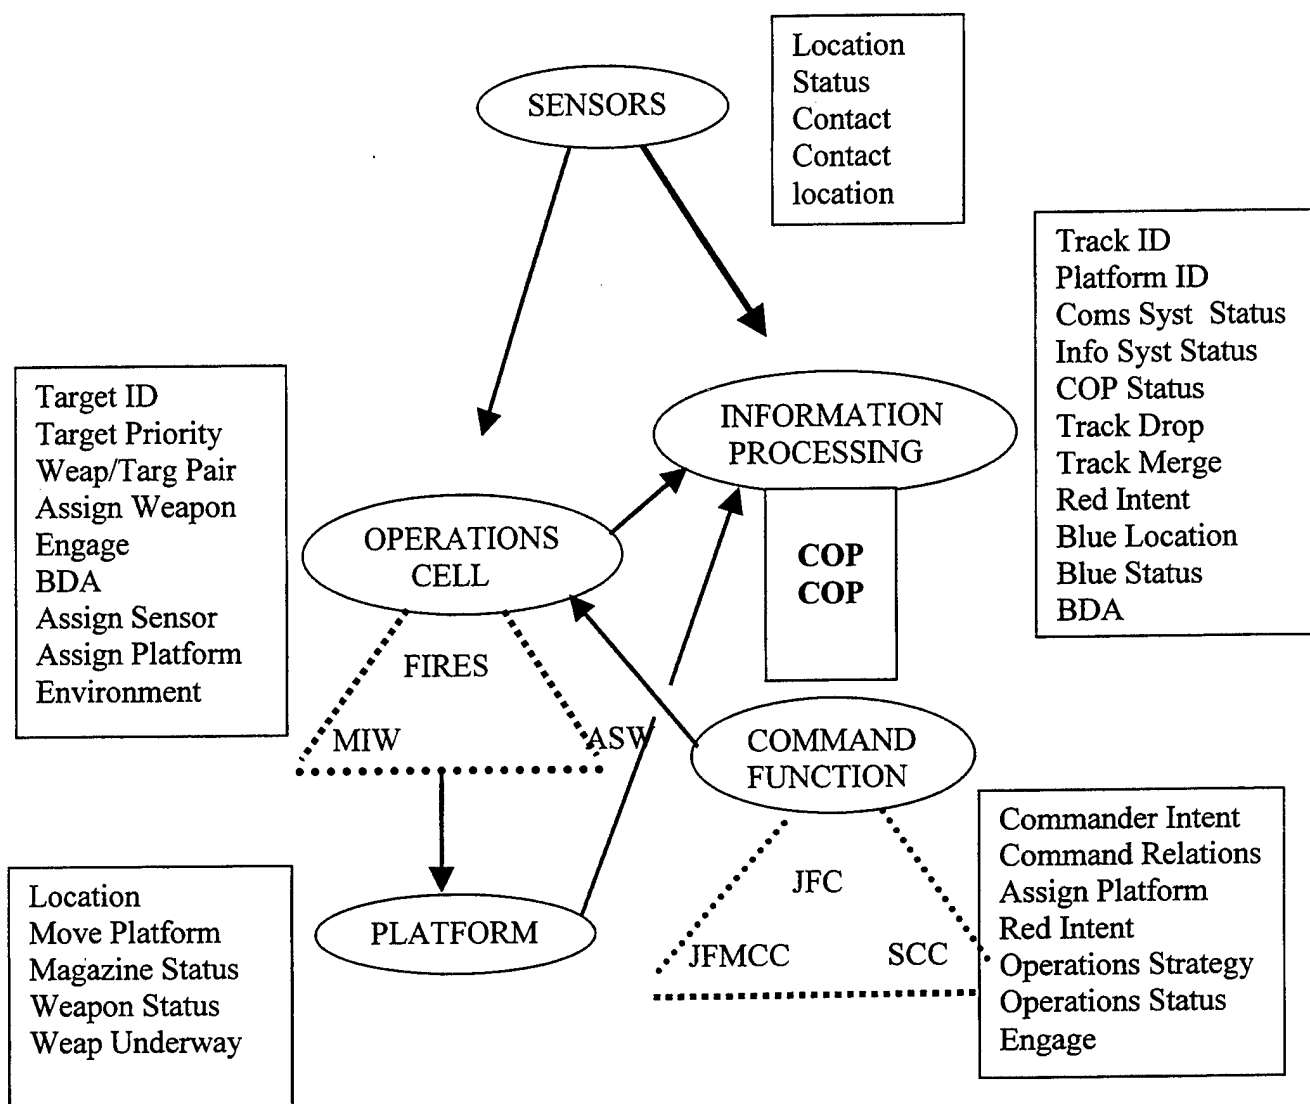 SENSORS
Location
Status
Contact
Contact
location
Track ID
Platform ID
Coms Syst Status
Info Syst Status
COP Status
Track Drop
Track Merge
Red Intent
Blue Location
Blue Status
BDA
Target ID
Target Priority
Weap/Targ Pair
Assign Weapon
Engage
BDA
Assign Sensor
Assign Platform
Environment
INFORMATION
PROCESSING
OPERATIONS
CELL
COP
COP
FIRES
MIW
ASW
COMMAND
FUNCTION
Commander Intent
Command Relations
Assign Platform
Red Intent
Operations Strategy
Operations Status
Engage
JFC
JFMCC
SCC
Location
Move Platform
Magazine Status
Weapon Status
Weap Underway
PLATFORM